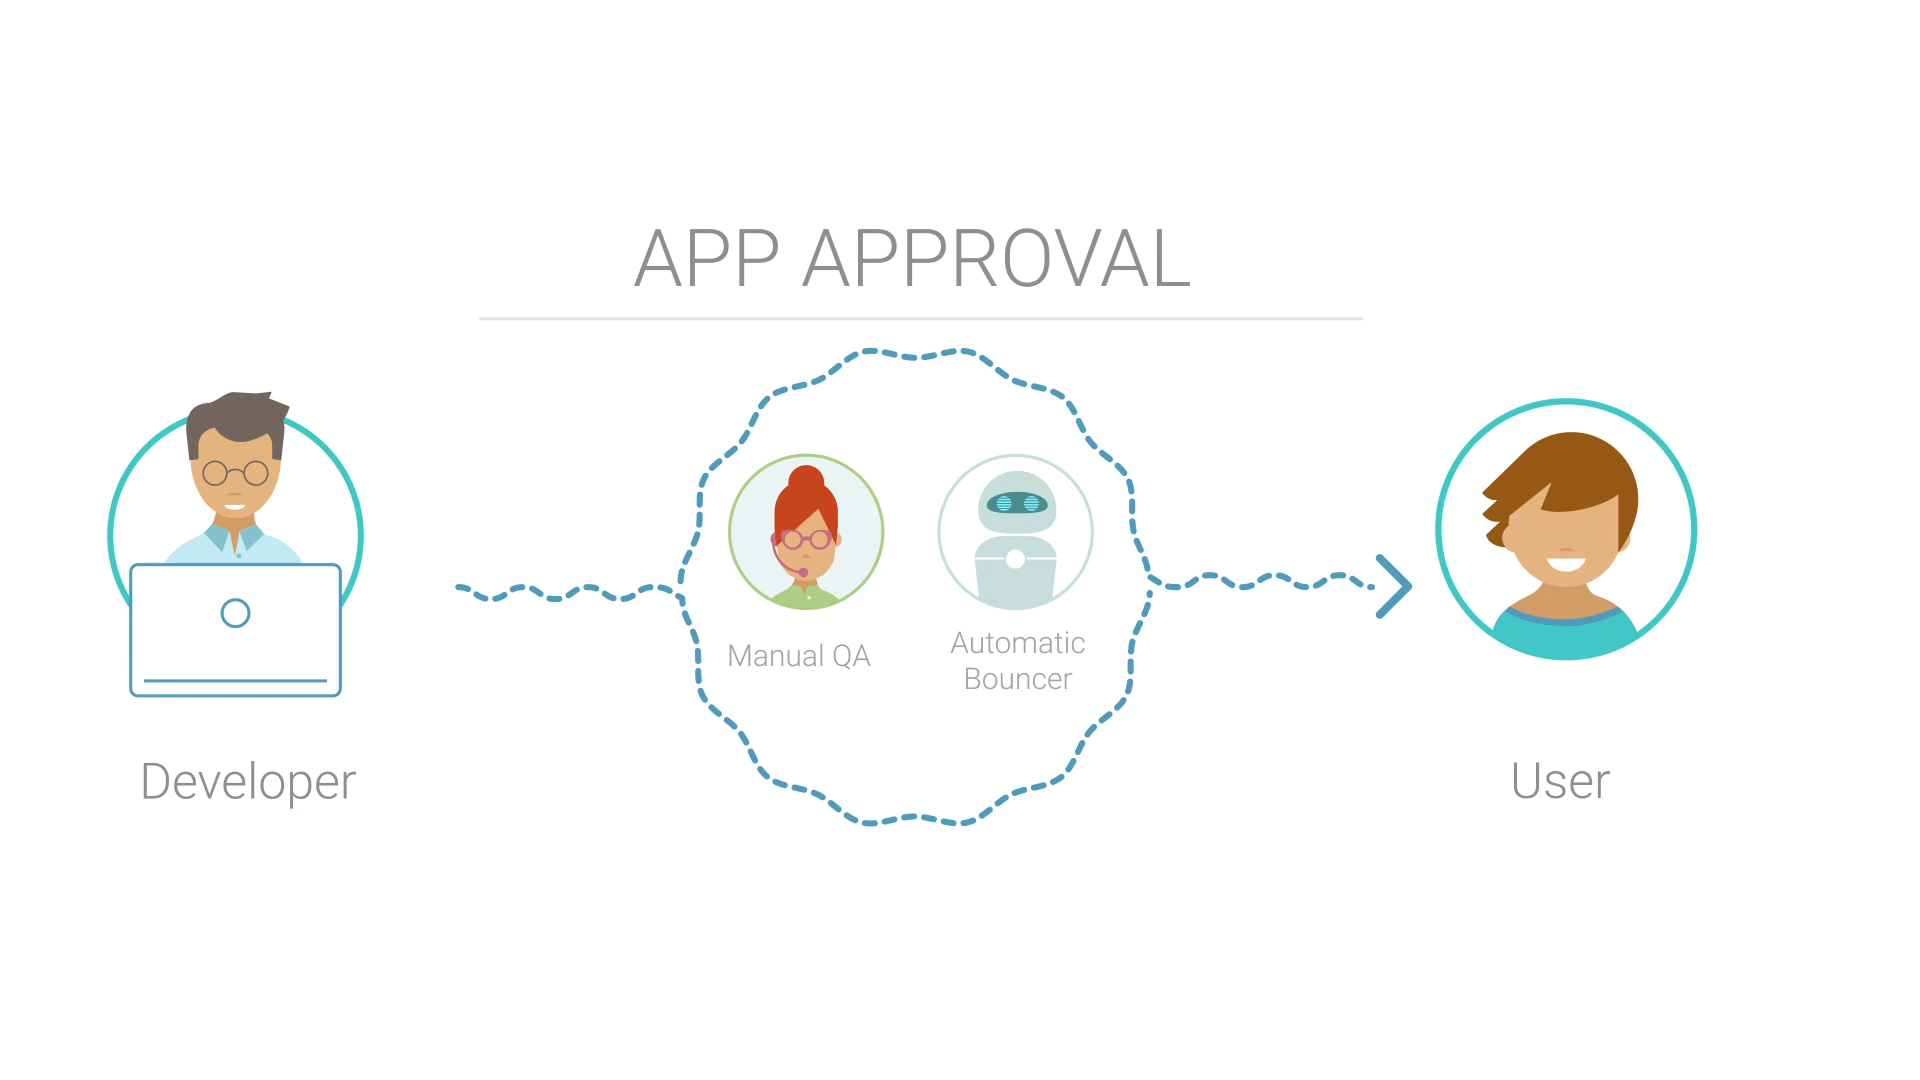 APP APPROVAL
Manual QA
Automatic
Bouncer
Developer
User